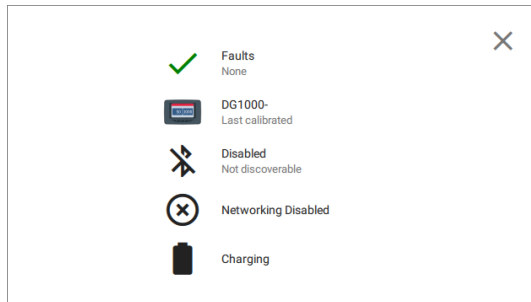 Faults
None
DG1000-
Last calibrated
Disabled
Not discoverable
Networking Disabled
Charging